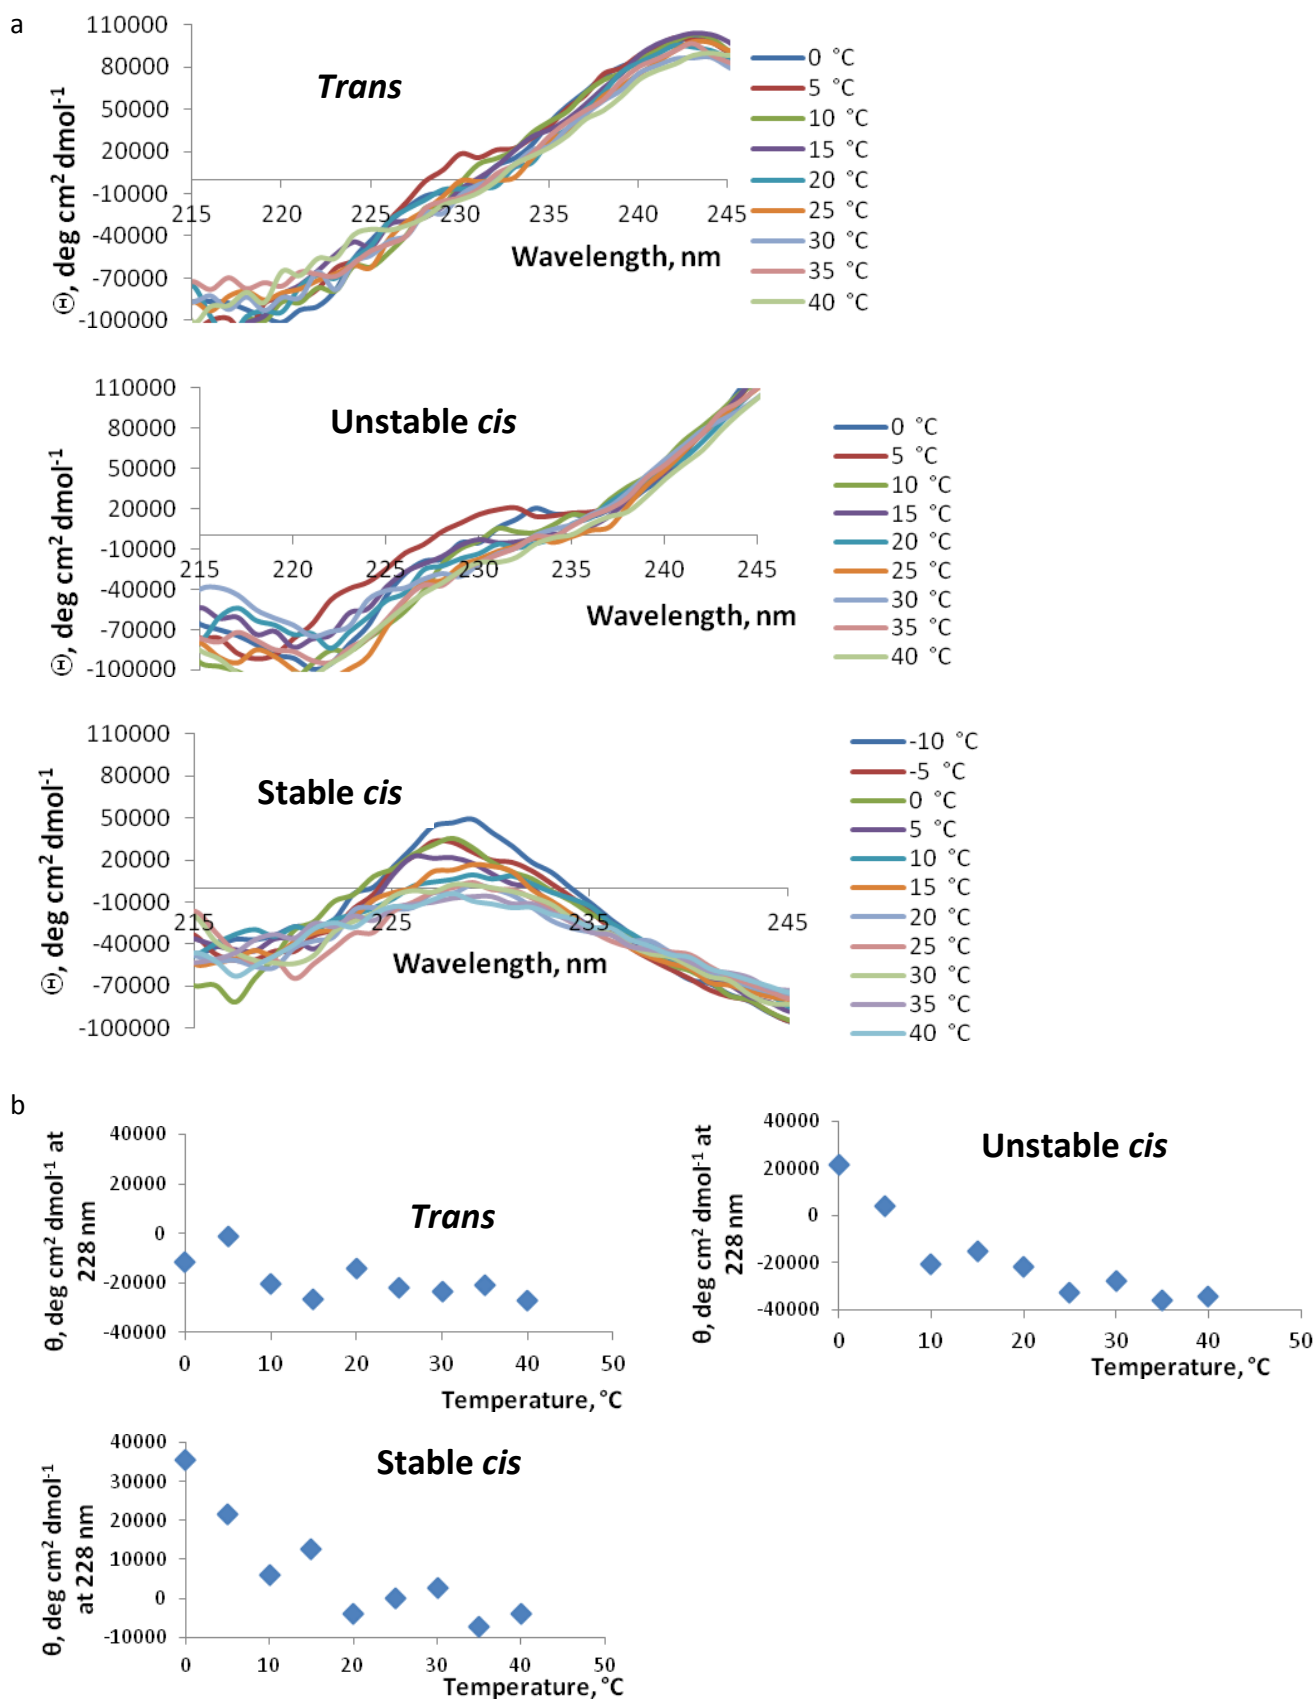 a
110000
80000
50000
20000
-10000
-40000
-70000
-100000
Θ, deg cm² dmol⁻¹
Trans
215 220 225 230 235 240 245
Wavelength, nm
0 °C
5 °C
10 °C
15 °C
20 °C
25 °C
30 °C
35 °C
40 °C
110000
80000
50000
20000
-10000
-40000
-70000
-100000
Θ, deg cm² dmol⁻¹
Unstable cis
215 220 225 230 235 240 245
Wavelength, nm
0 °C
5 °C
10 °C
15 °C
20 °C
25 °C
30 °C
35 °C
40 °C
110000
80000
50000
20000
-10000
-40000
-70000
-100000
Θ, deg cm² dmol⁻¹
Stable cis
215 225 235 245
Wavelength, nm
-10 °C
-5 °C
0 °C
5 °C
10 °C
15 °C
20 °C
25 °C
30 °C
35 °C
40 °C
b
θ, deg cm² dmol⁻¹ at
228 nm
40000
20000
0
-20000
-40000
Trans
0 10 20 30 40 50
Temperature, °C
θ, deg cm² dmol⁻¹ at
228 nm
40000
20000
0
-20000
-40000
Unstable cis
0 10 20 30 40 50
Temperature, °C
θ, deg cm² dmol⁻¹
at 228 nm
40000
30000
20000
10000
0
-10000
Stable cis
0 10 20 30 40 50
Temperature, °C